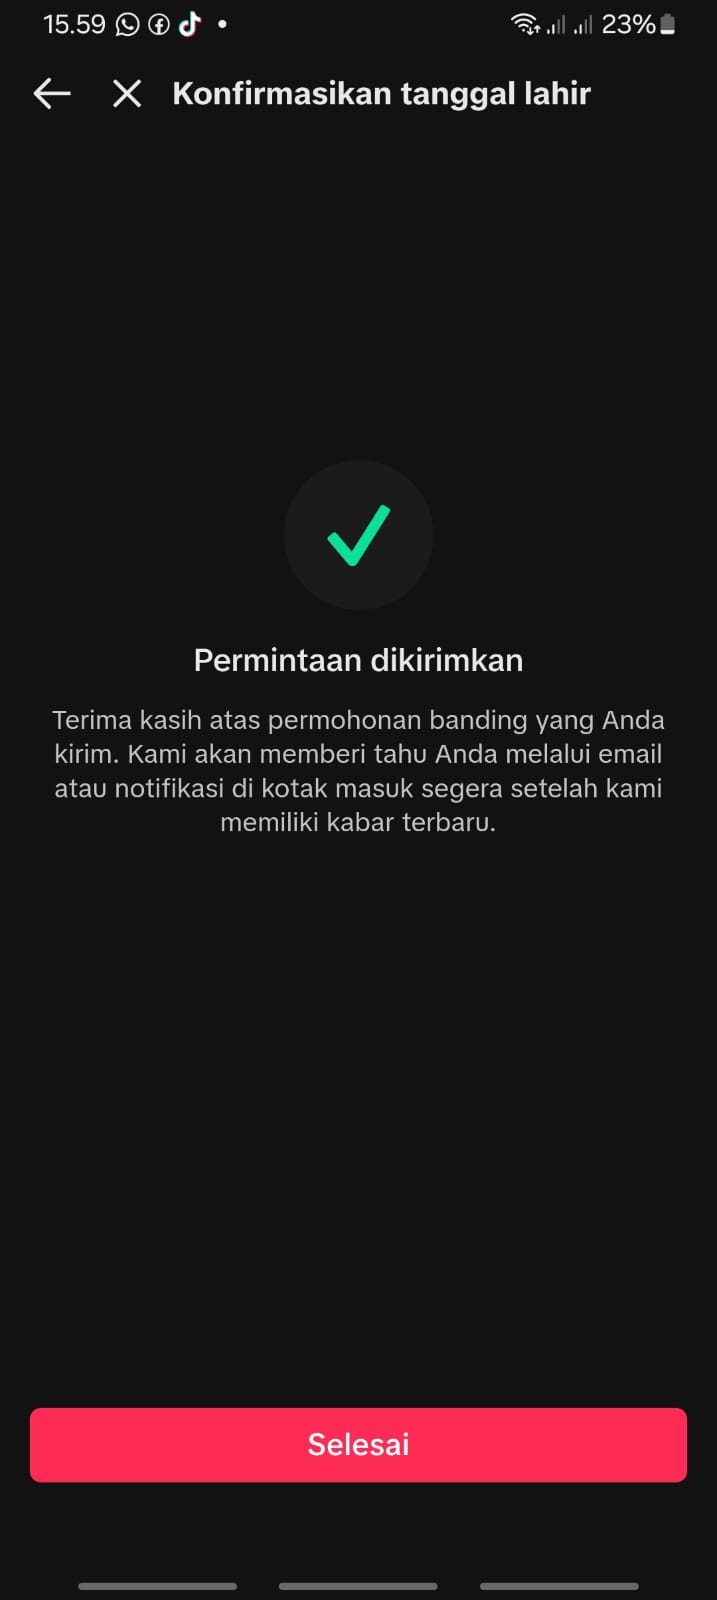 15.59
23%
Konfirmasikan tanggal lahir
Permintaan dikirimkan
Terima kasih atas permohonan banding yang Anda
kirim. Kami akan memberi tahu Anda melalui email
atau notifikasi di kotak masuk segera setelah kami
memiliki kabar terbaru.
Selesai